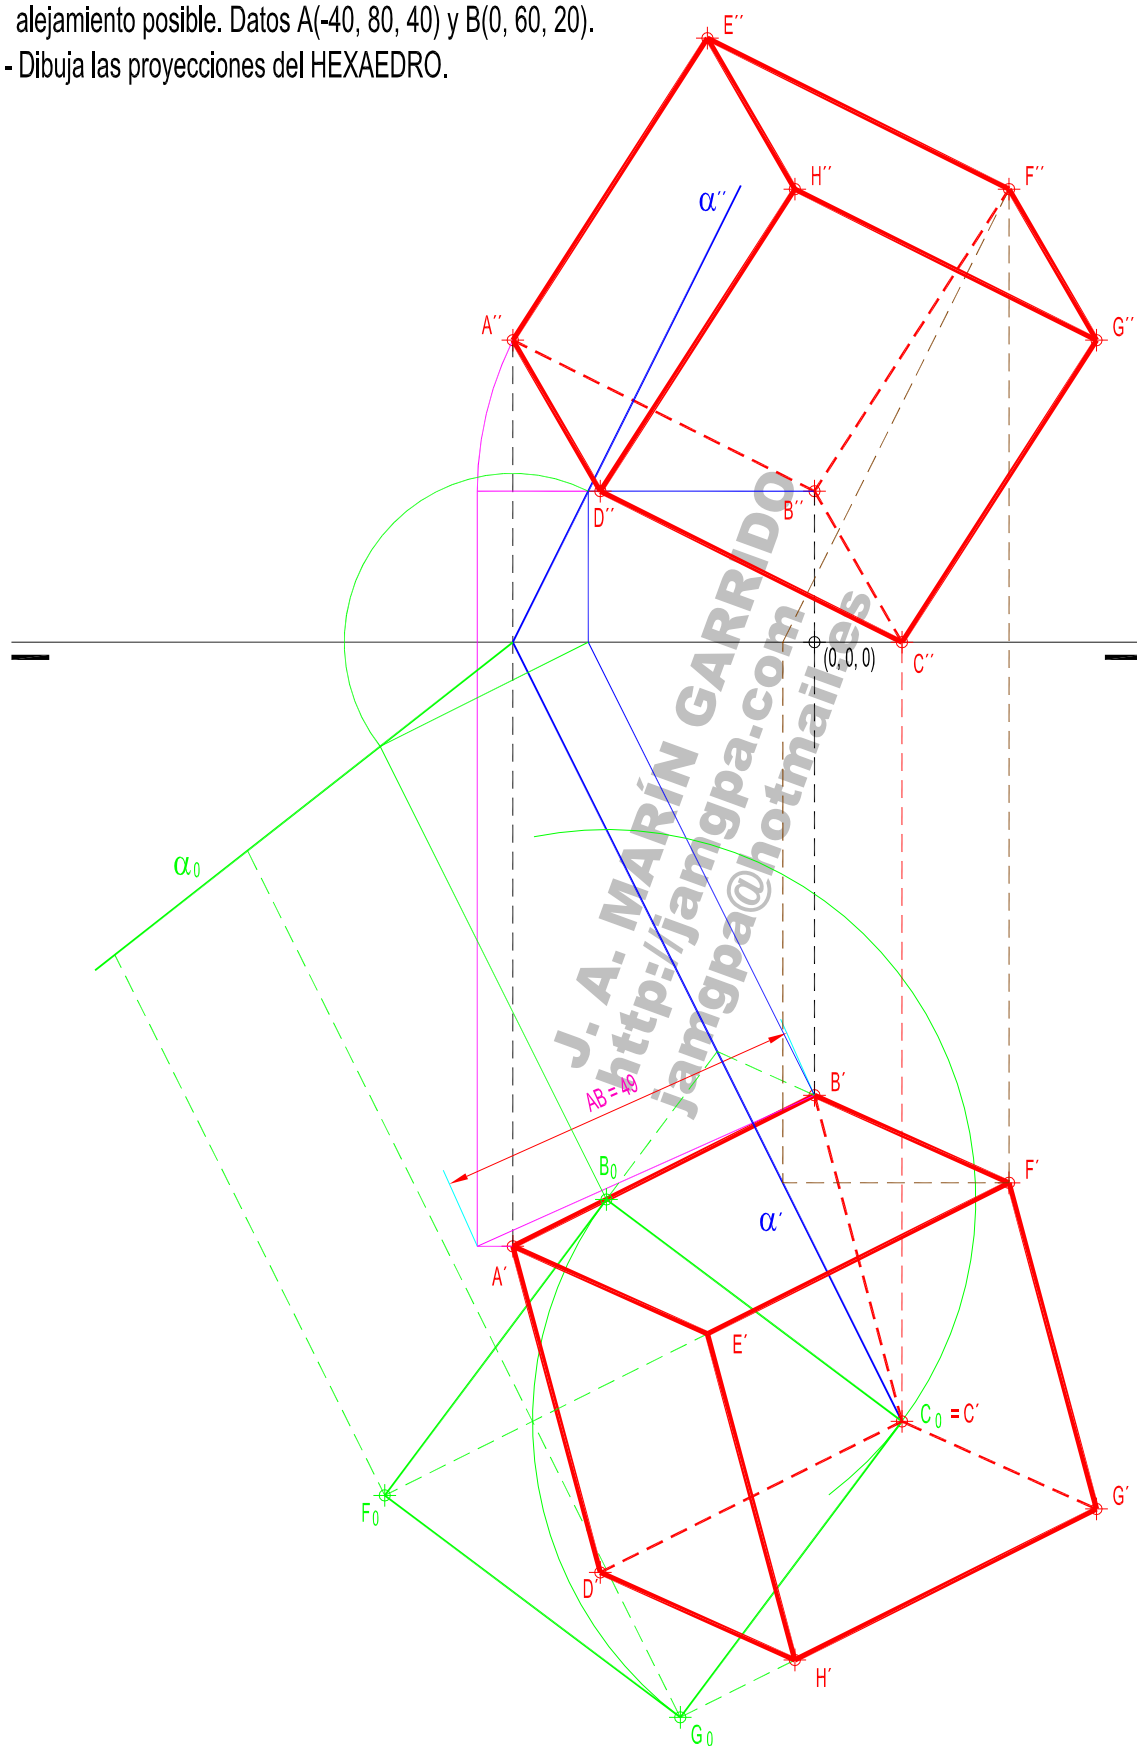 alejamiento posible. Datos A(-40, 80, 40) y B(0, 60, 20).
- Dibuja las proyecciones del HEXAEDRO.
E´´
H´´
F´´
α´´
A´´
G´´
D´´
B´´
(0, 0, 0)
C´´
J. A. MARÍN GARRIDO
http://jamgpa.com
jamgpa@hotmail.es
α0
AB = 49
B´
B0
F´
α´
A´
E´
C0 = C´
F0
G´
D´
H´
G0